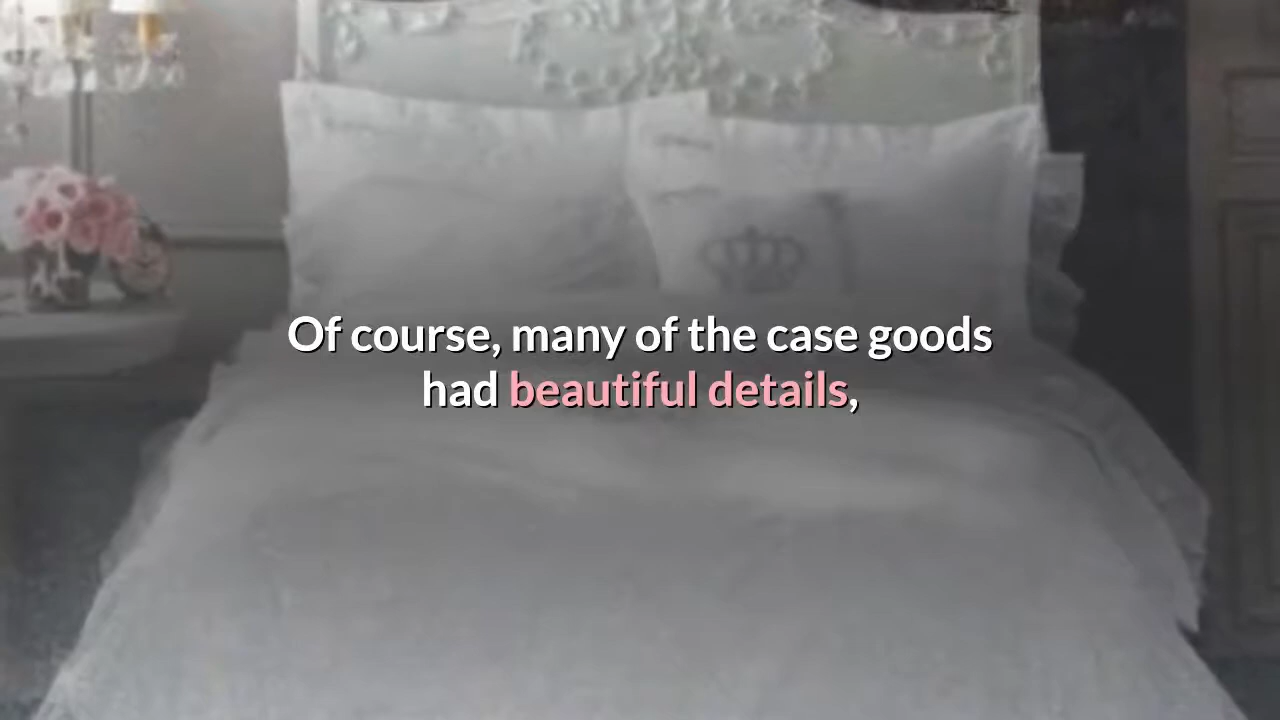 Of course, many of the case goods
had beautiful details,